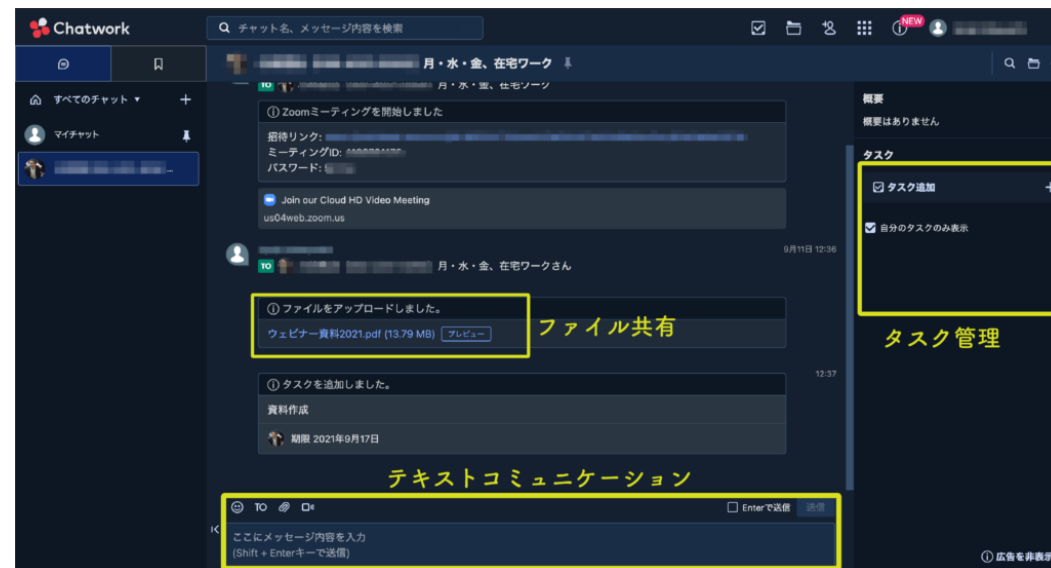 Chatwork
チャット名、メッセージ内容を検索
NEW
月・水・金、在宅ワーク
すべてのチャット
マイチャット
TO 月・水・金、在宅ワーク
Zoomミーティングを開始しました
招待リンク:
ミーティングID:
パスワード:
Join our Cloud HD Video Meeting
us04web.zoom.us
9月11日 12:36
TO 月・水・金、在宅ワークさん
ファイルをアップロードしました。
ウェビナー資料2021.pdf (13.79 MB) プレビュー
ファイル共有
12:37
タスクを追加しました。
資料作成
期限 2021年9月17日
テキストコミュニケーション
TO
Enterで送信 送信
ここにメッセージ内容を入力
(Shift + Enterキーで送信)
概要
概要はありません
タスク
タスク追加
自分のタスクのみ表示
タスク管理
広告を非表示